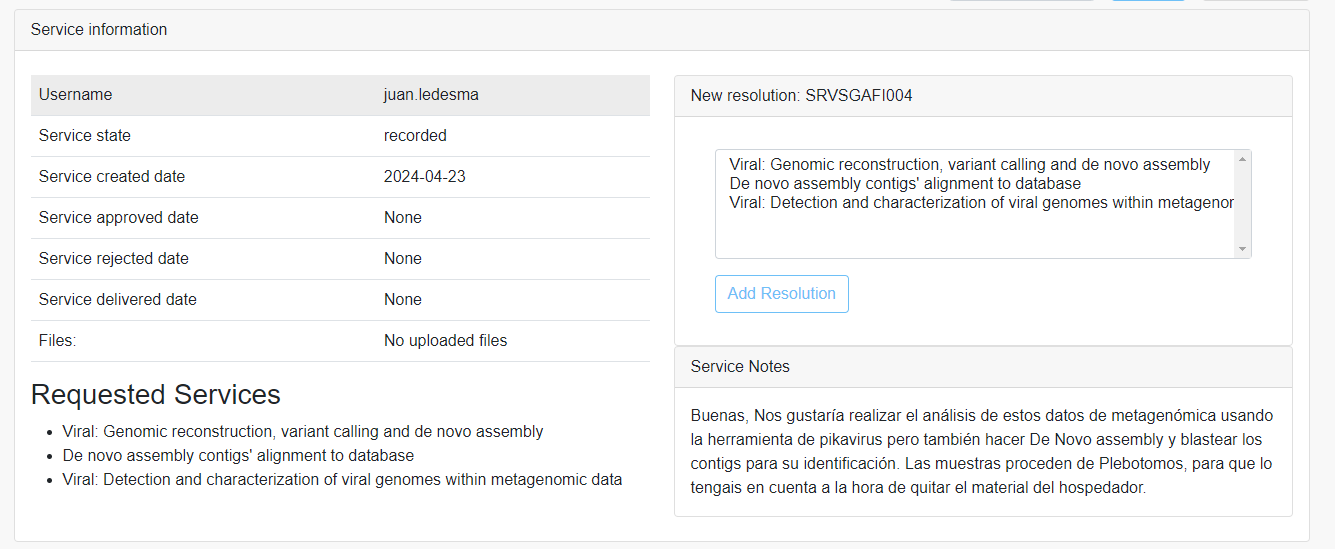 Service information
Username juan.ledesma
Service state recorded
Service created date 2024-04-23
Service approved date None
Service rejected date None
Service delivered date None
Files: No uploaded files
Requested Services
• Viral: Genomic reconstruction, variant calling and de novo assembly
• De novo assembly contigs' alignment to database
• Viral: Detection and characterization of viral genomes within metagenomic data
New resolution: SRVSGAFI004
Viral: Genomic reconstruction, variant calling and de novo assembly
De novo assembly contigs' alignment to database
Viral: Detection and characterization of viral genomes within metagenor
Add Resolution
Service Notes
Buenas, Nos gustaría realizar el análisis de estos datos de metagenómica usando
la herramienta de pikavirus pero también hacer De Novo assembly y blastear los
contigs para su identificación. Las muestras proceden de Plebotomos, para que lo
tengais en cuenta a la hora de quitar el material del hospedador.